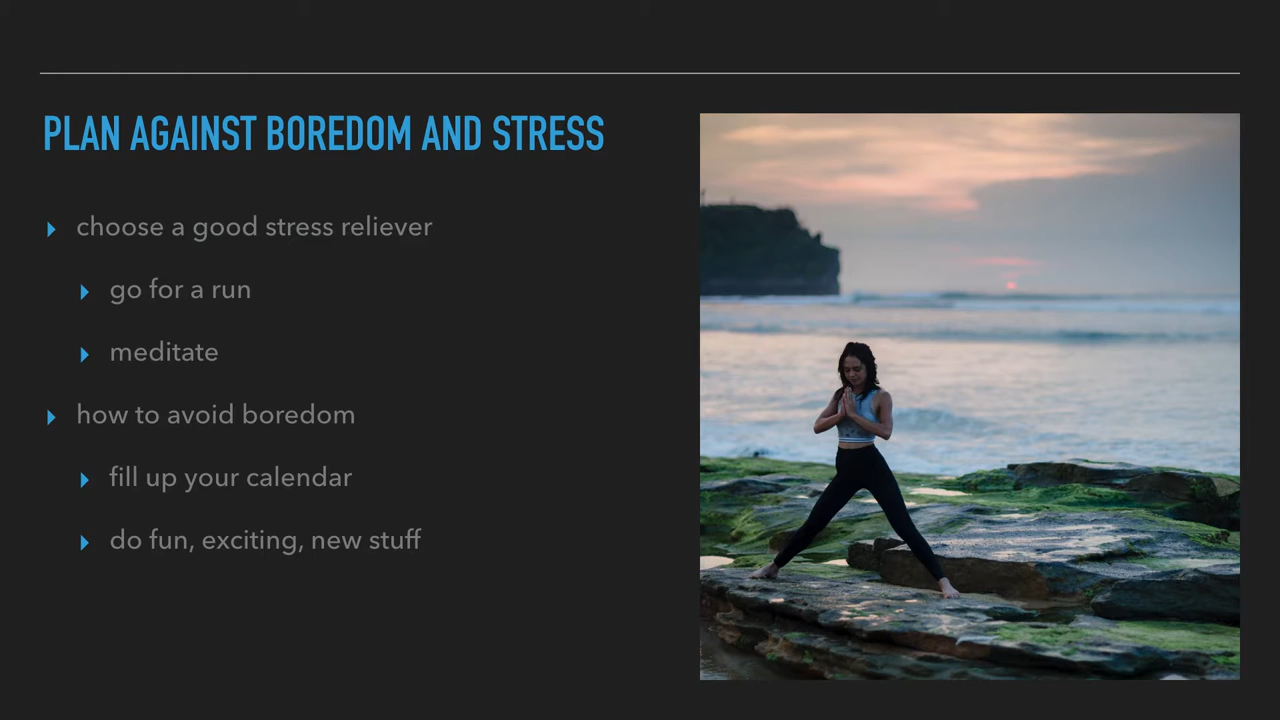 PLAN AGAINST BOREDOM AND STRESS
choose a good stress reliever
go for a run
meditate
how to avoid boredom
fill up your calendar
do fun, exciting, new stuff